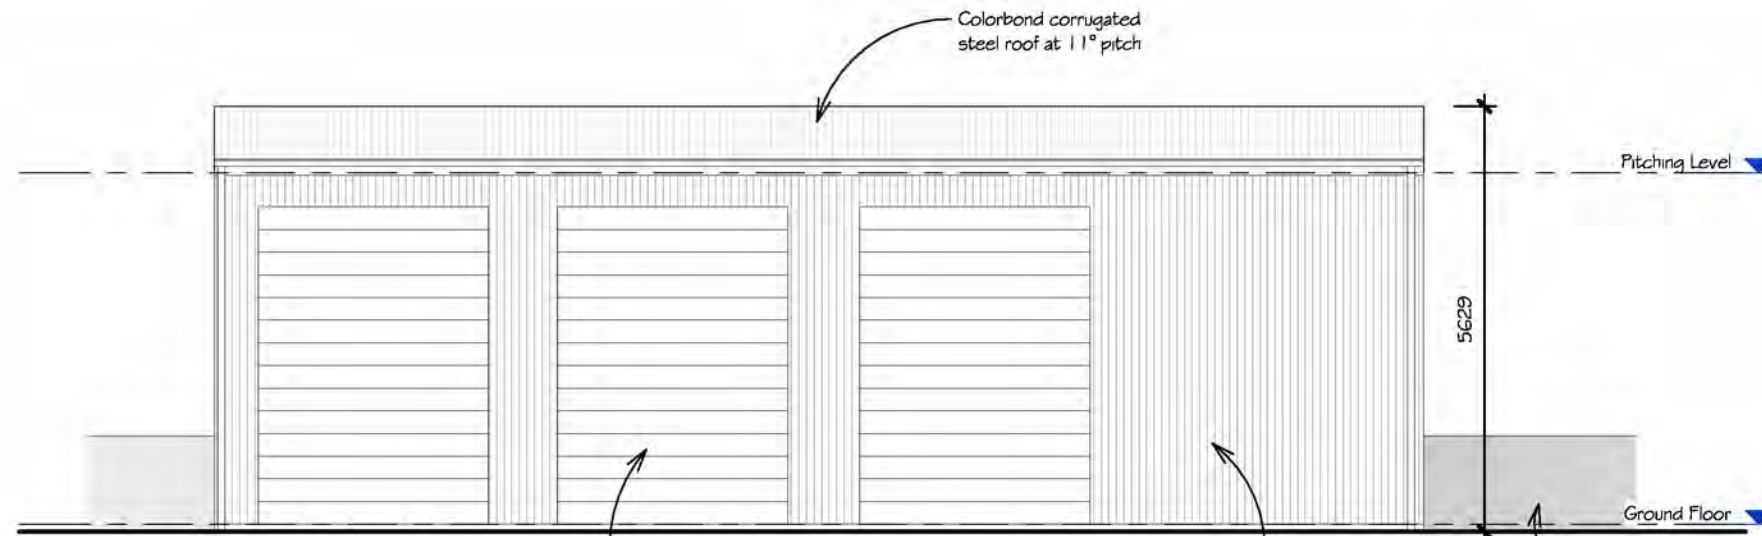 Colorbond corrugated
steel roof at 11° pitch
Pitching Level
5629
Ground Floor